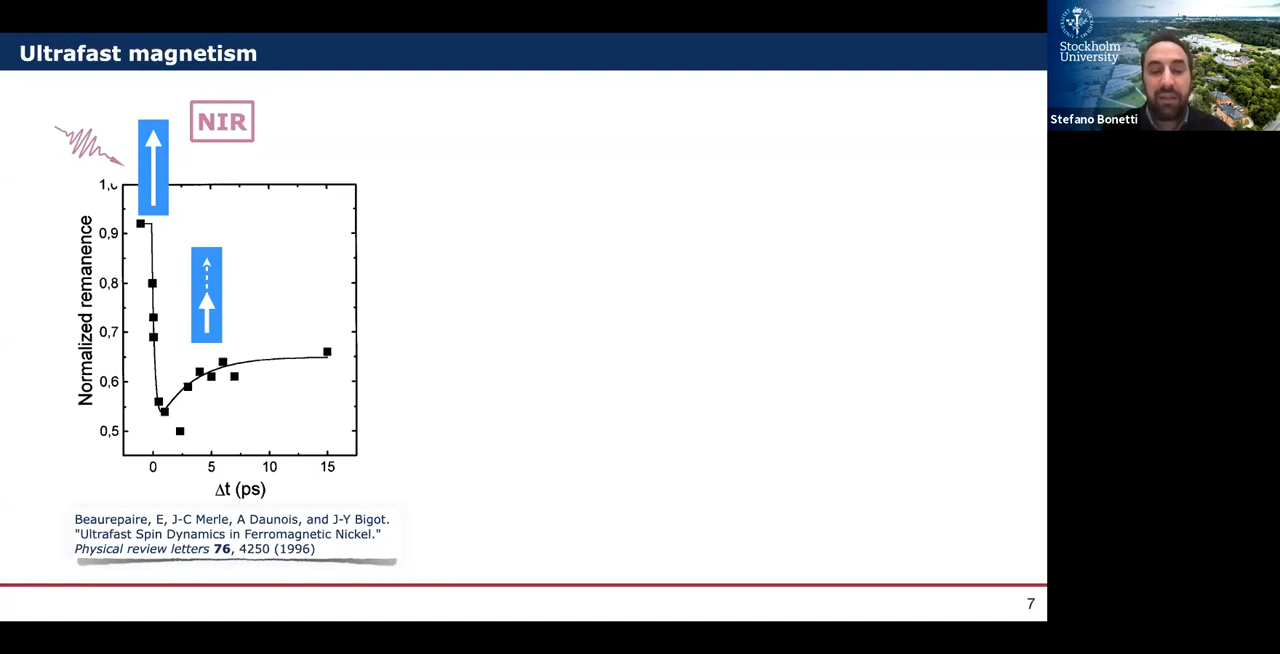 Ultrafast magnetism
Stockholm
University
Stefano Bonetti
NIR
Normalized remanence
0,9
0,8
0,7
0,6
0,5
0
5
10
15
Δt (ps)
Beaurepaire, E, J-C Merle, A Daunois, and J-Y Bigot.
"Ultrafast Spin Dynamics in Ferromagnetic Nickel."
Physical review letters 76, 4250 (1996)
7